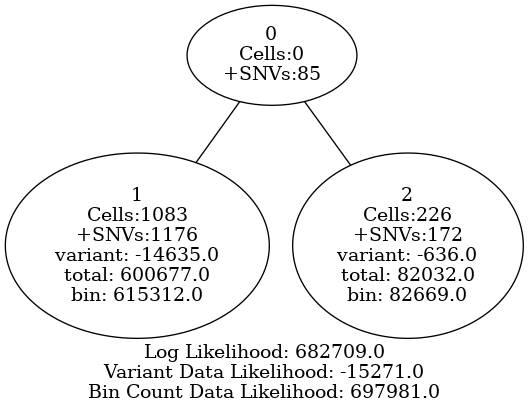 0
Cells:0
+SNVs:85
1
Cells:1083
+SNVs:1176
variant: -14635.0
total: 600677.0
bin: 615312.0
2
Cells:226
+SNVs:172
variant: -636.0
total: 82032.0
bin: 82669.0
Log Likelihood: 682709.0
Variant Data Likelihood: -15271.0
Bin Count Data Likelihood: 697981.0